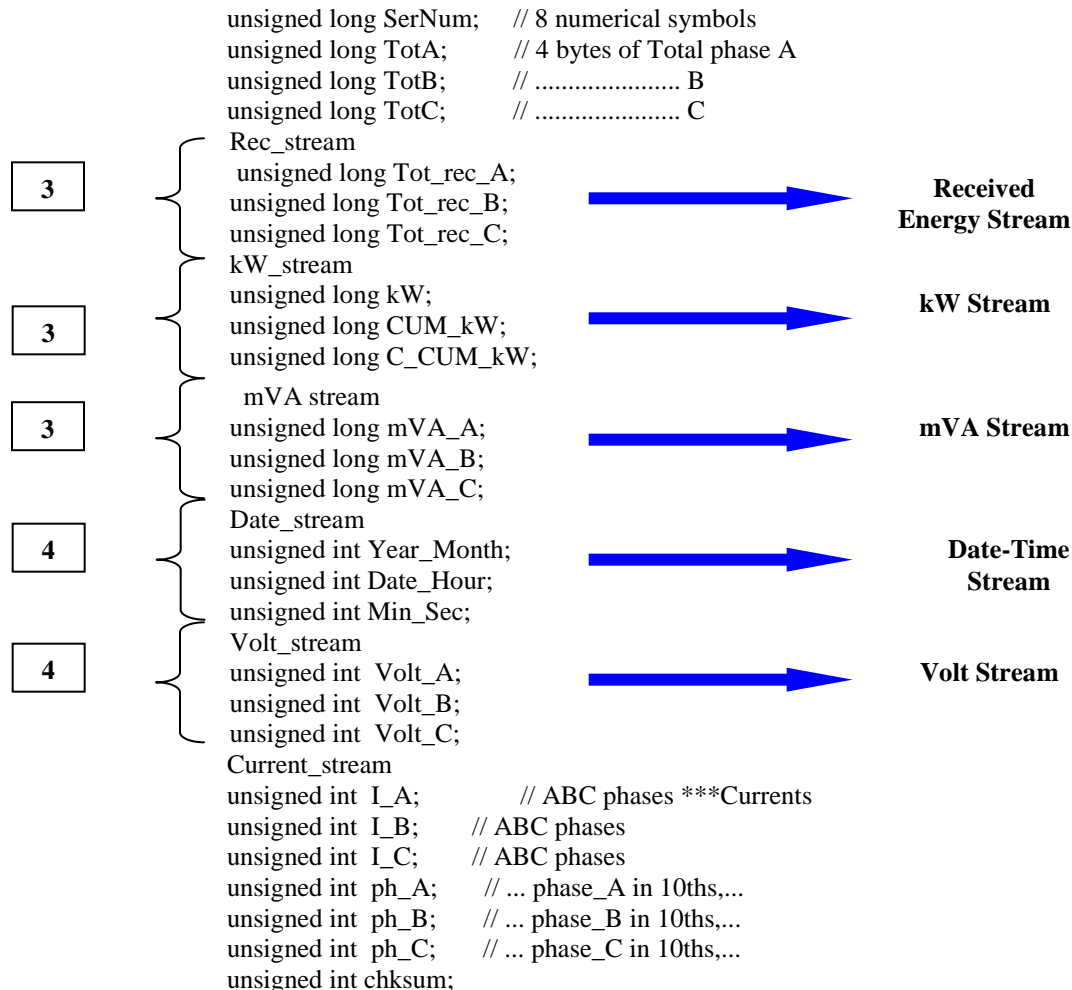 unsigned long SerNum; // 8 numerical symbols
unsigned long TotA; // 4 bytes of Total phase A
unsigned long TotB; // ...................... B
unsigned long TotC; // ...................... C
Rec_stream
unsigned long Tot_rec_A;
3
unsigned long Tot_rec_B;
Received
Energy Stream
unsigned long Tot_rec_C;
kW_stream
unsigned long kW;
3
unsigned long CUM_kW;
kW Stream
unsigned long C_CUM_kW;
mVA stream
3
unsigned long mVA_A;
mVA Stream
unsigned long mVA_B;
unsigned long mVA_C;
Date_stream
4
unsigned int Year_Month;
Date-Time
Stream
unsigned int Date_Hour;
unsigned int Min_Sec;
Volt_stream
4
unsigned int Volt_A;
Volt Stream
unsigned int Volt_B;
unsigned int Volt_C;
Current_stream
unsigned int I_A; // ABC phases ***Currents
unsigned int I_B; // ABC phases
unsigned int I_C; // ABC phases
unsigned int ph_A; // ... phase_A in 10ths,...
unsigned int ph_B; // ... phase_B in 10ths,...
unsigned int ph_C; // ... phase_C in 10ths,...
unsigned int chksum;